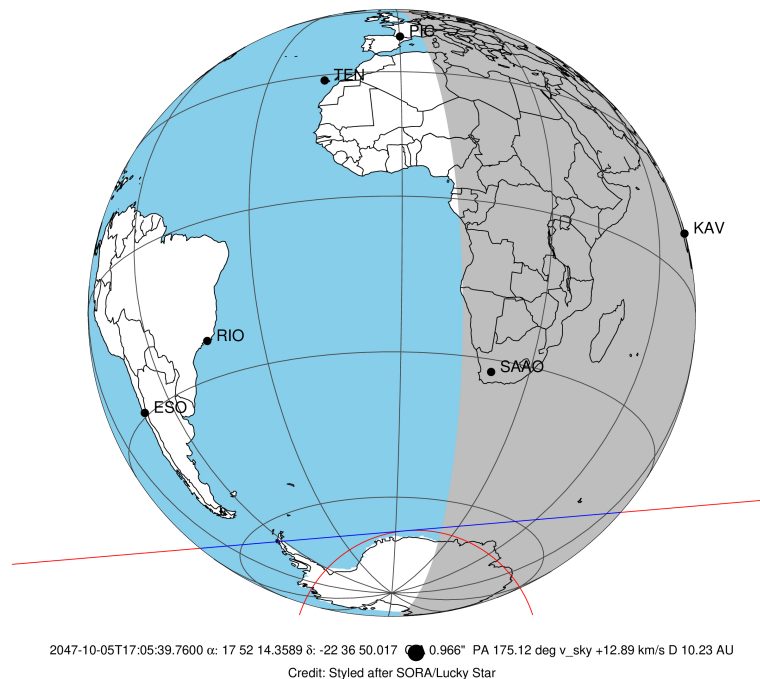 PIC
TEN
KAV
RIO
SAAO
ESO
2047-10-05T17:05:39.7600 α: 17 52 14.3589 δ: -22 36 50.017 0.966" PA 175.12 deg v_sky +12.89 km/s D 10.23 AU
Credit: Styled after SORA/Lucky Star